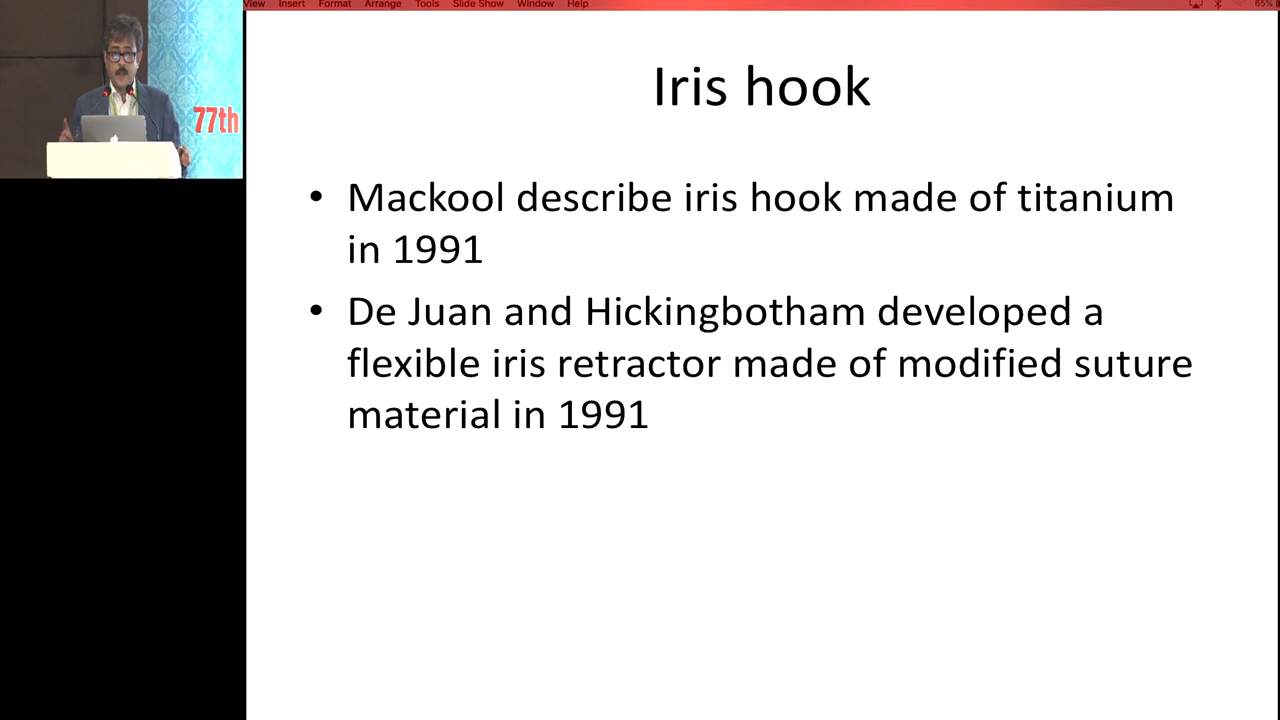 View Insert Format Arrange Tools Slide Show Window Help 65%
77th
Iris hook
• Mackool describe iris hook made of titanium
in 1991
• De Juan and Hickingbotham developed a
flexible iris retractor made of modified suture
material in 1991